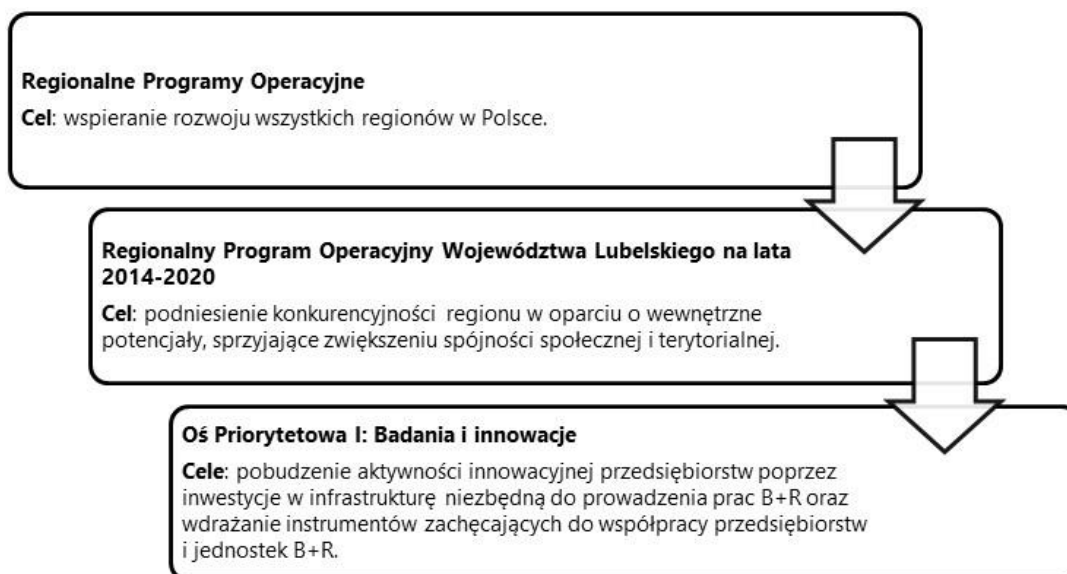 Regionalne Programy Operacyjne
Cel: wspieranie rozwoju wszystkich regionów w Polsce.
Regionalny Program Operacyjny Województwa Lubelskiego na lata
2014-2020
Cel: podniesienie konkurencyjności regionu w oparciu o wewnętrzne
potencjały, sprzyjające zwiększeniu spójności społecznej i terytorialnej.
Oś Priorytetowa I: Badania i innowacje
Cele: pobudzenie aktywności innowacyjnej przedsiębiorstw poprzez
inwestycje w infrastrukturę niezbędną do prowadzenia prac B+R oraz
wdrażanie instrumentów zachęcających do współpracy przedsiębiorstw
i jednostek B+R.